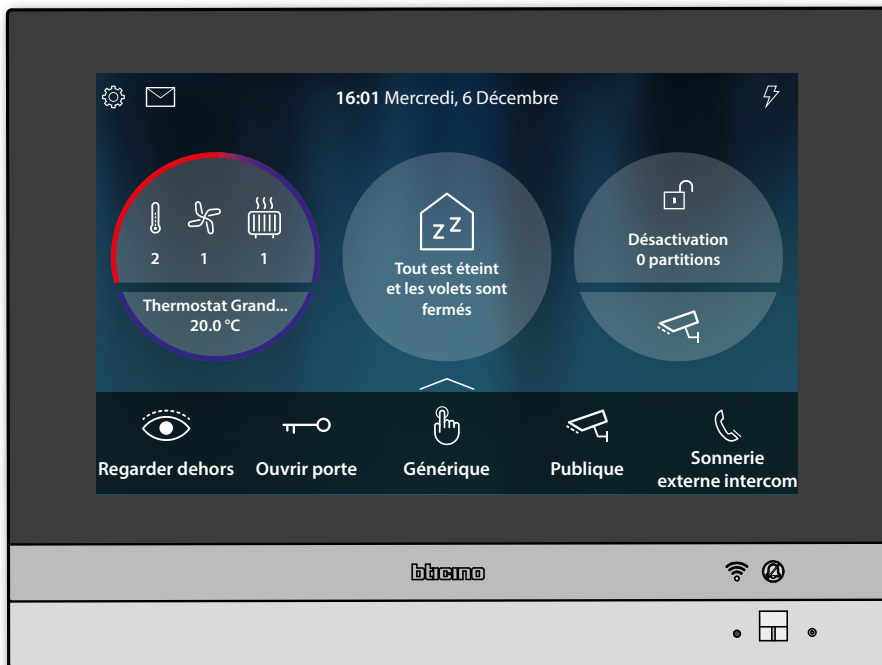 16:01 Mercredi, 6 Décembre
2 1 1
Thermostat Grand...
20.0 °C
zz
Tout est éteint
et les volets sont
fermés
Désactivation
0 partitions
Regarder dehors
Ouvrir porte
Générique
Publique
Sonnerie
externe intercom
bticino